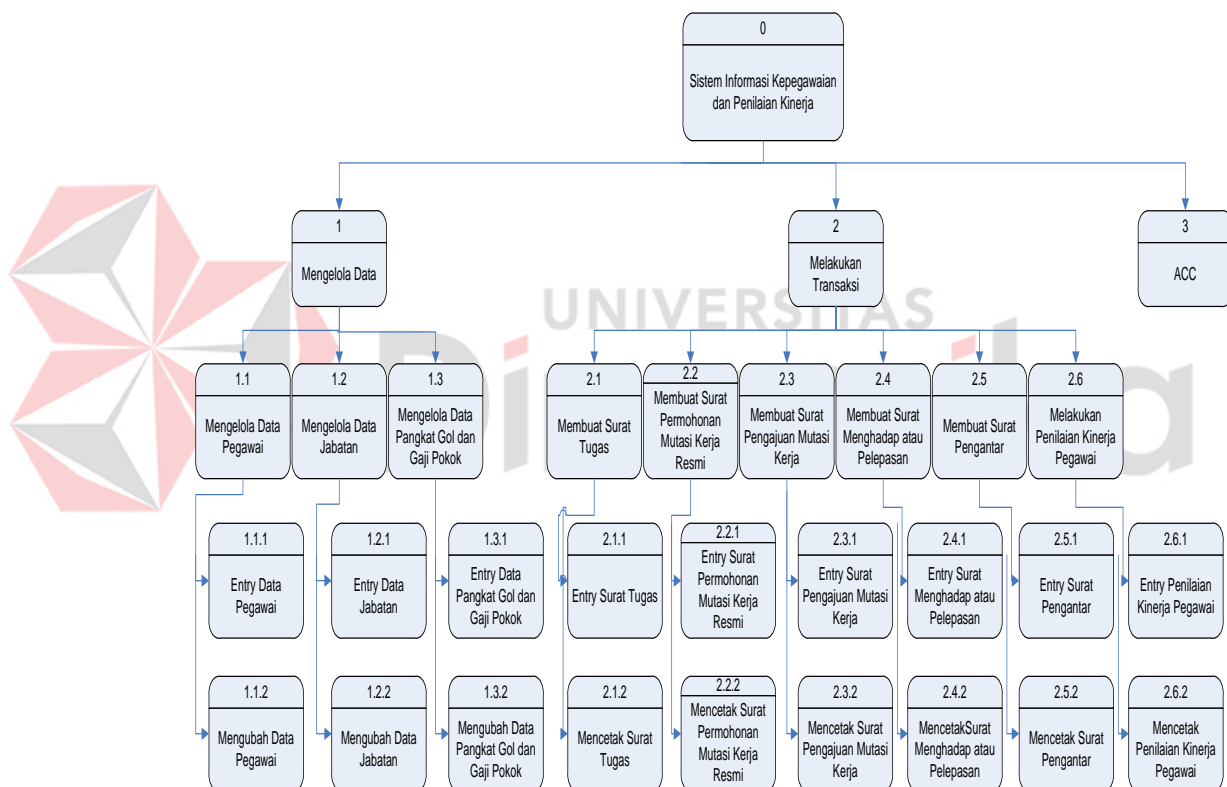 0
Sistem Informasi Kepegawaian
dan Penilaian Kinerja
1
Mengelola Data
2
Melakukan
Transaksi
3
ACC
UNIVERSITAS
Dinamika
1.1
Mengelola Data
Pegawai
1.2
Mengelola Data
Jabatan
1.3
Mengelola Data
Pangkat Gol dan
Gaji Pokok
2.1
Membuat Surat
Tugas
2.2
Membuat Surat
Permohonan
Mutasi Kerja
Resmi
2.3
Membuat Surat
Pengajuan Mutasi
Kerja
2.4
Membuat Surat
Menghadap atau
Pelepasan
2.5
Membuat Surat
Pengantar
2.6
Melakukan
Penilaian Kinerja
Pegawai
1.1.1
Entry Data
Pegawai
1.2.1
Entry Data
Jabatan
1.3.1
Entry Data
Pangkat Gol dan
Gaji Pokok
2.1.1
Entry Surat Tugas
2.2.1
Entry Surat
Permohonan
Mutasi Kerja
Resmi
2.3.1
Entry Surat
Pengajuan Mutasi
Kerja
2.4.1
Entry Surat
Menghadap atau
Pelepasan
2.5.1
Entry Surat
Pengantar
2.6.1
Entry Penilaian
Kinerja Pegawai
1.1.2
Mengubah Data
Pegawai
1.2.2
Mengubah Data
Jabatan
1.3.2
Mengubah Data
Pangkat Gol dan
Gaji Pokok
2.1.2
Mencetak Surat
Tugas
2.2.2
Mencetak Surat
Permohonan
Mutasi Kerja
Resmi
2.3.2
Mencetak Surat
Pengajuan Mutasi
Kerja
2.4.2
MencetakSurat
Menghadap atau
Pelepasan
2.5.2
Mencetak Surat
Pengantar
2.6.2
Mencetak
Penilaian Kinerja
Pegawai